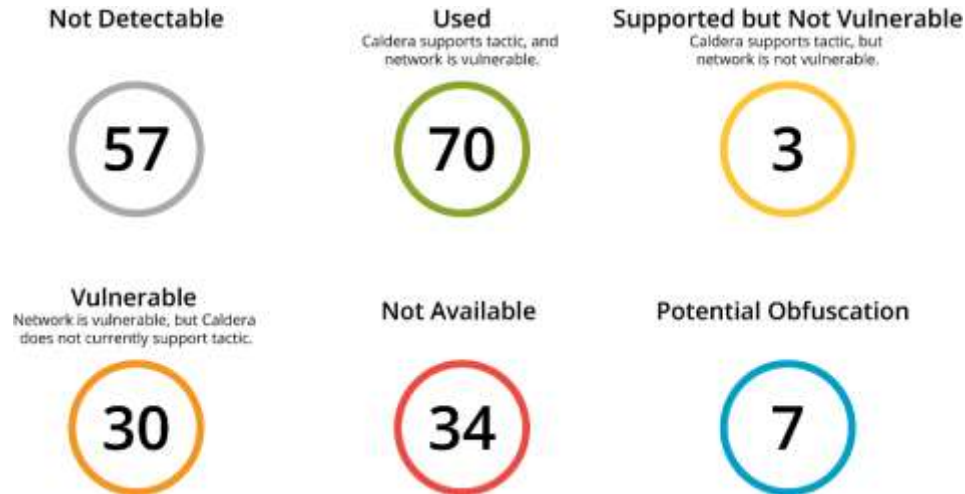 Not Detectable
Used
Caldera supports tactic, and
network is vulnerable.
Supported but Not Vulnerable
Caldera supports tactic, but
network is not vulnerable.
57
70
3
Vulnerable
Network is vulnerable, but Caldera
does not currently support tactic.
Not Available
Potential Obfuscation
30
34
7